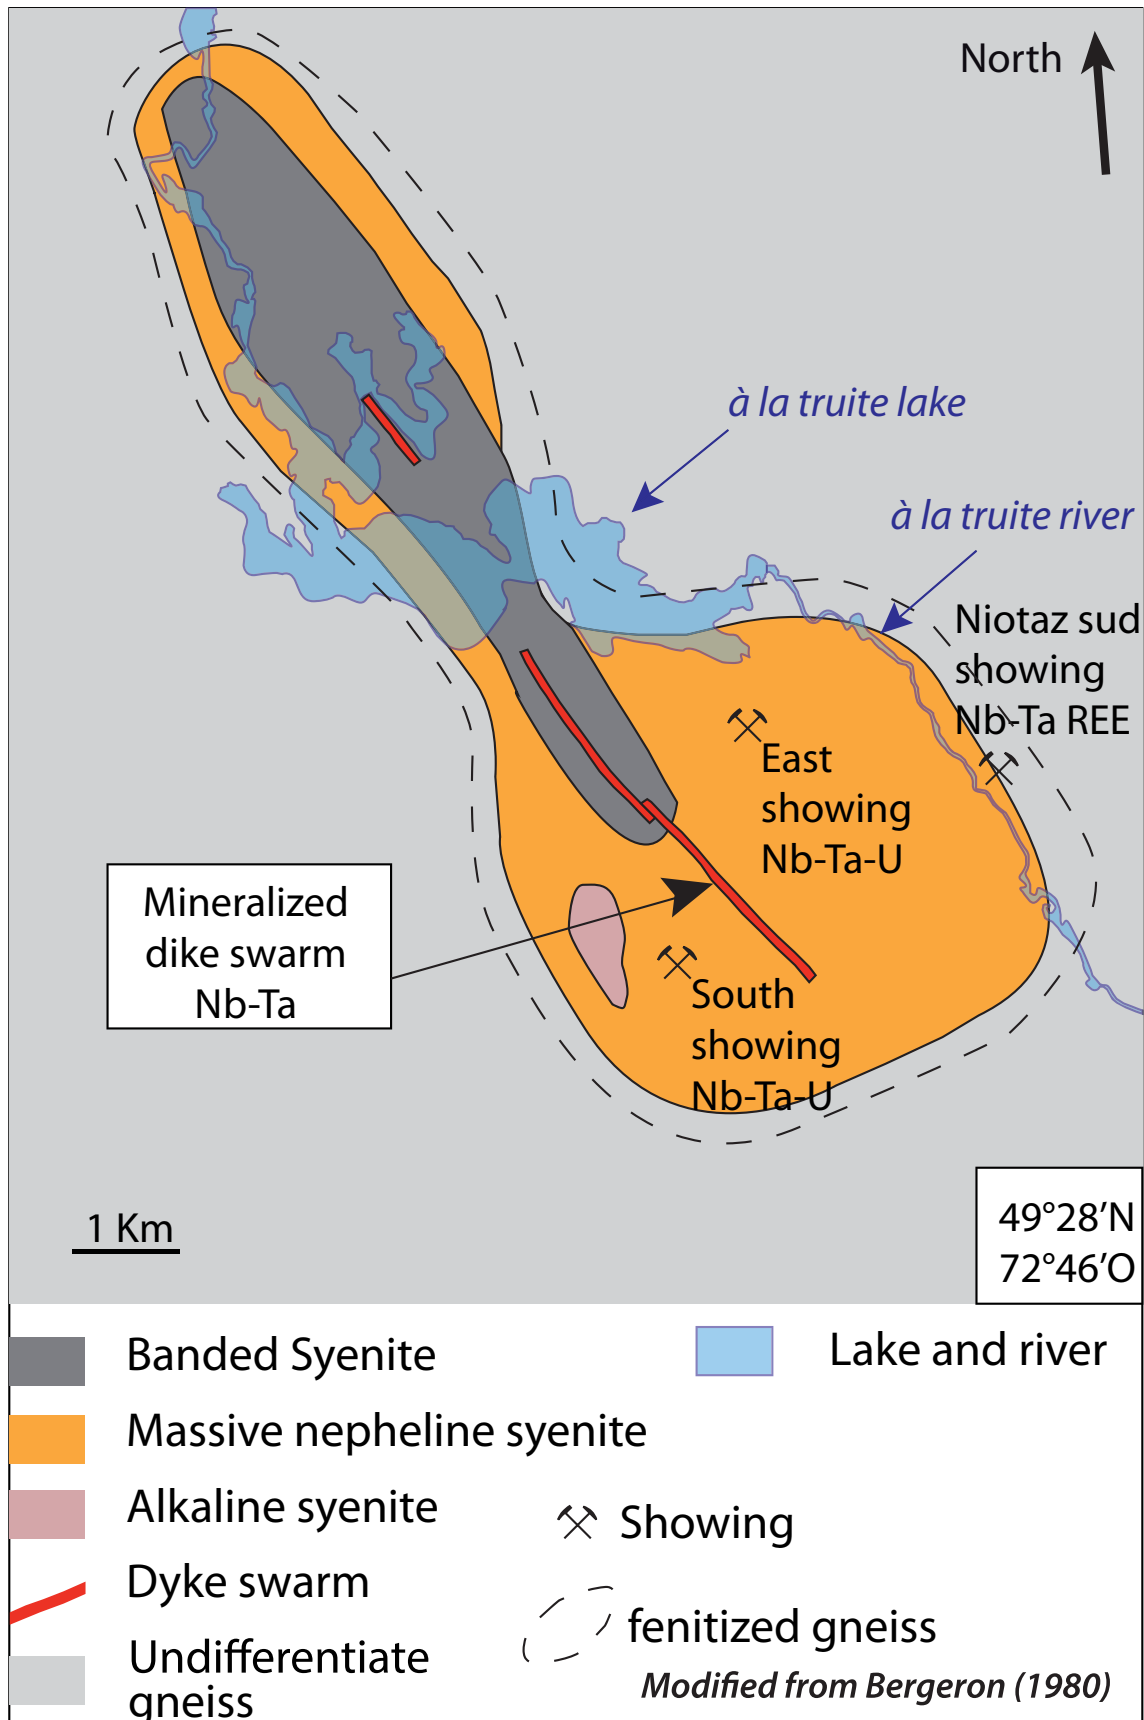 North
à la truite lake
à la truite river
Niotaz sud
showing
Nb-Ta REE
East
showing
Nb-Ta-U
Mineralized
dike swarm
Nb-Ta
South
showing
Nb-Ta-U
1 Km
49°28’N
72°46’O
Banded Syenite
Lake and river
Massive nepheline syenite
Alkaline syenite
Showing
Dyke swarm
fenitized gneiss
Undifferentiate
gneiss
Modified from Bergeron (1980)